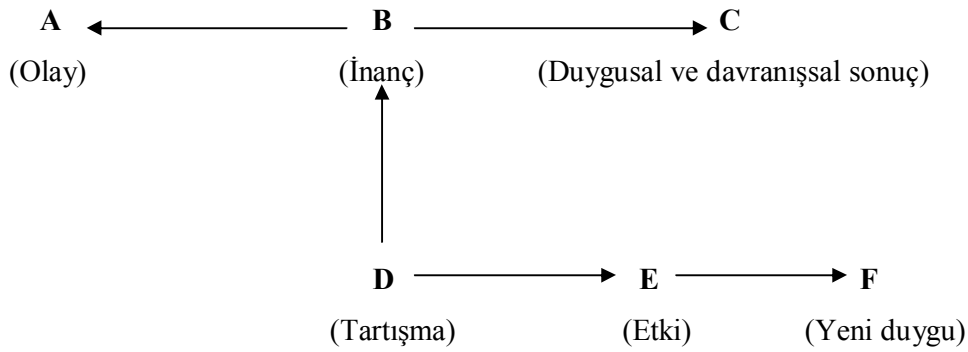 A B C
(Olay) (İnanç) (Duygusal ve davranışsal sonuç)
D E F
(Tartışma) (Etki) (Yeni duygu)